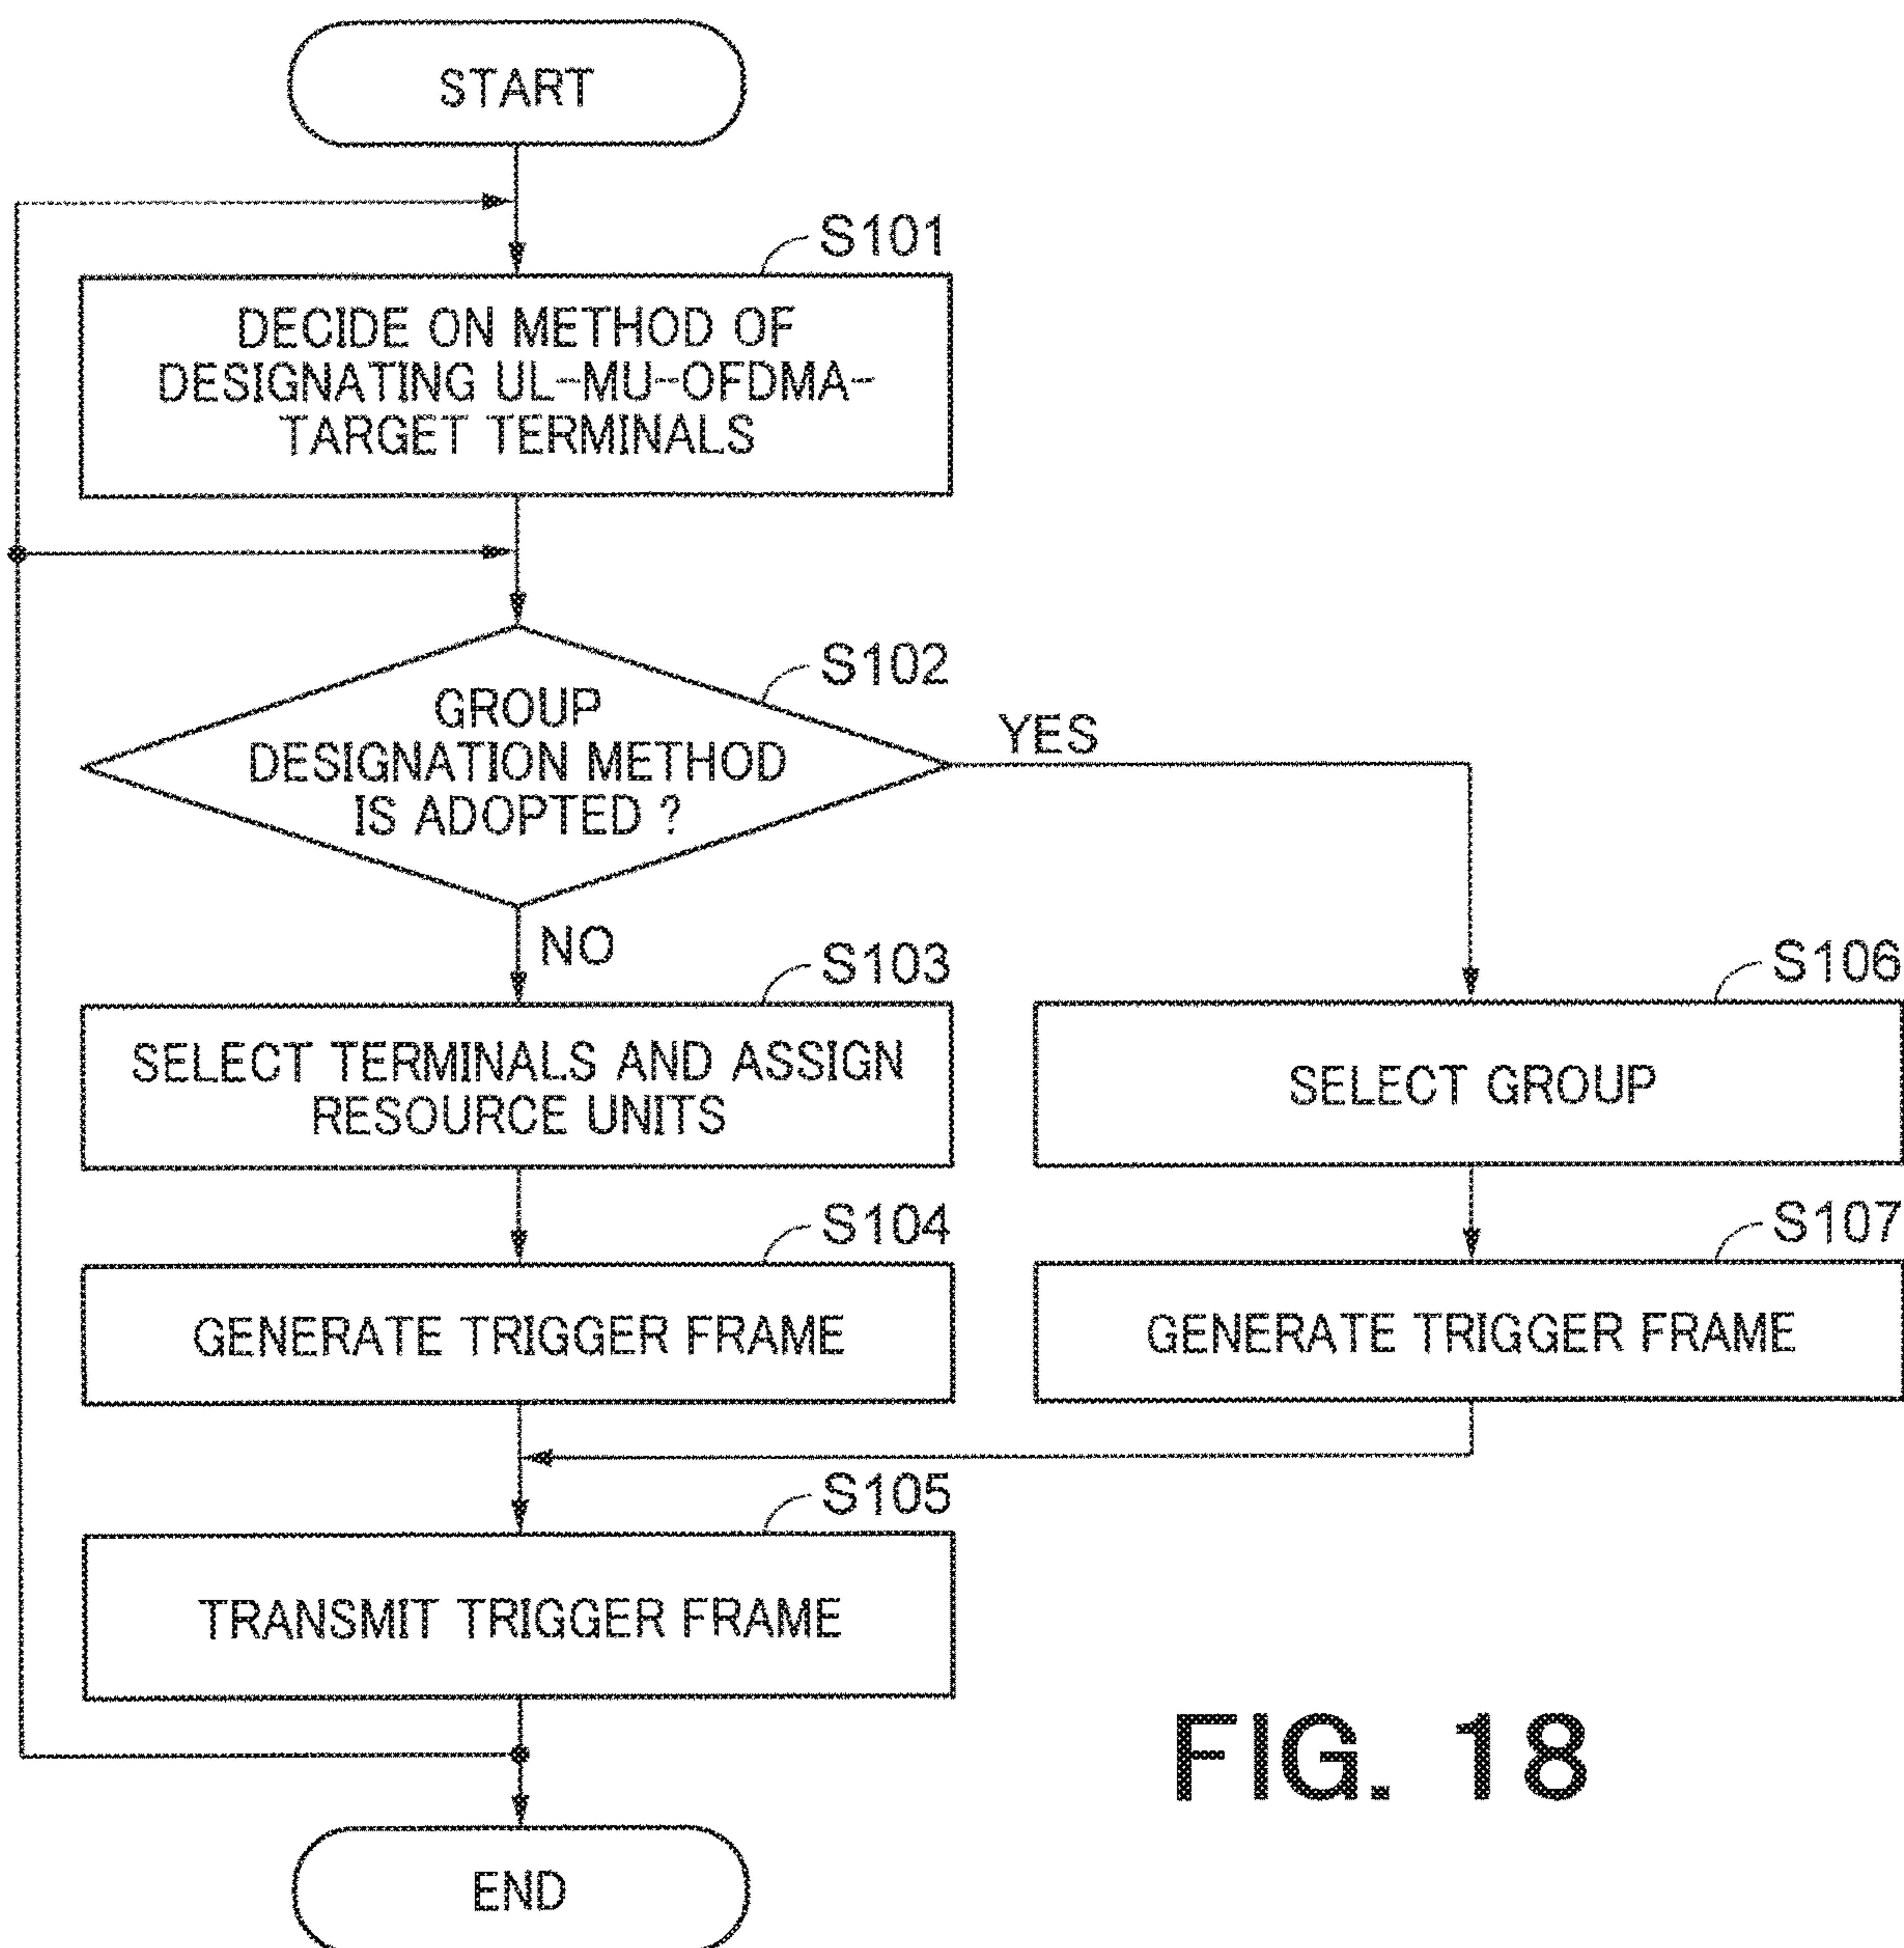 START
S101
DECIDE ON METHOD OF
DESIGNATING UL-MU-OFDMA-
TARGET TERMINALS
S102
GROUP
DESIGNATION METHOD
IS ADOPTED ?
YES
NO
S103
SELECT TERMINALS AND ASSIGN
RESOURCE UNITS
S106
SELECT GROUP
S104
GENERATE TRIGGER FRAME
S107
GENERATE TRIGGER FRAME
S105
TRANSMIT TRIGGER FRAME
END
FIG. 18